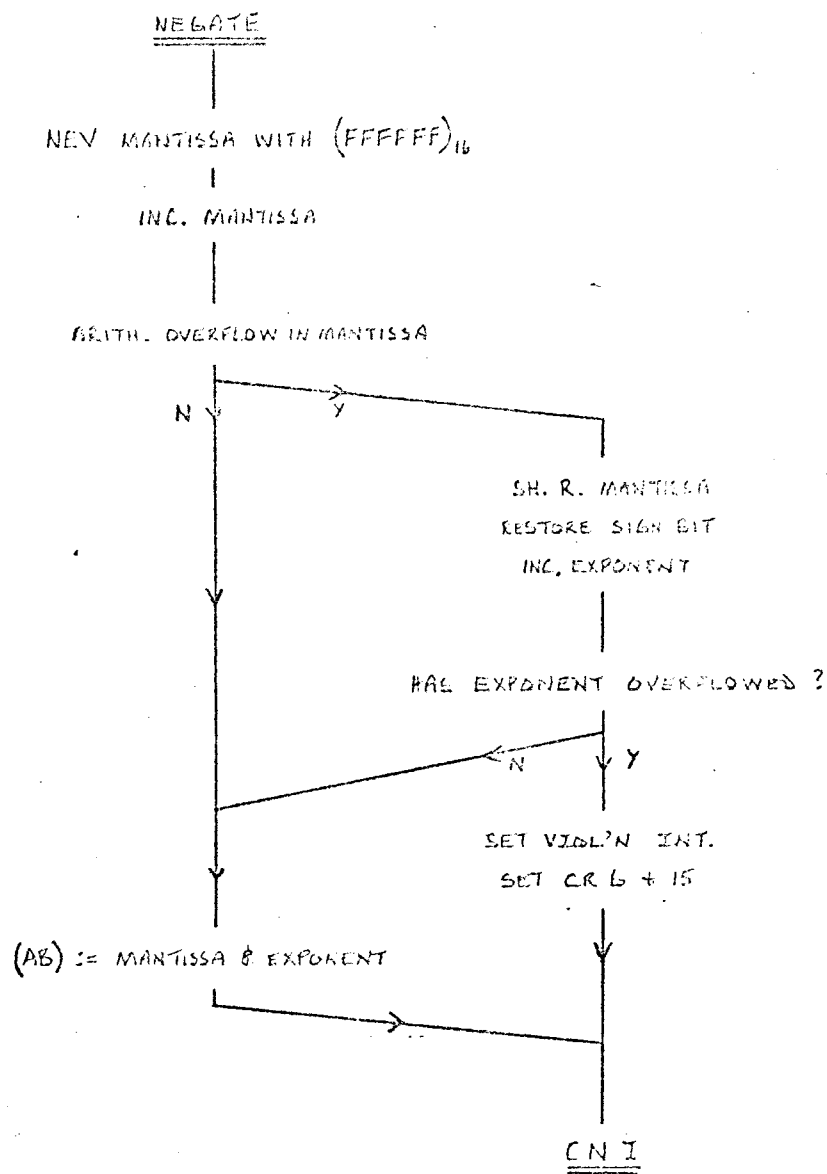 NEGATE
NEV MANTISSA WITH (FFFFFF)16
INC. MANTISSA
ARITH. OVERFLOW IN MANTISSA
N
Y
SH. R. MANTISSA
RESTORE SIGN BIT
INC. EXPONENT
HAS EXPONENT OVERFLOWED ?
N
Y
SET VIOL'N INT.
SET CR 6 + 15
(AB) := MANTISSA & EXPONENT
CNI